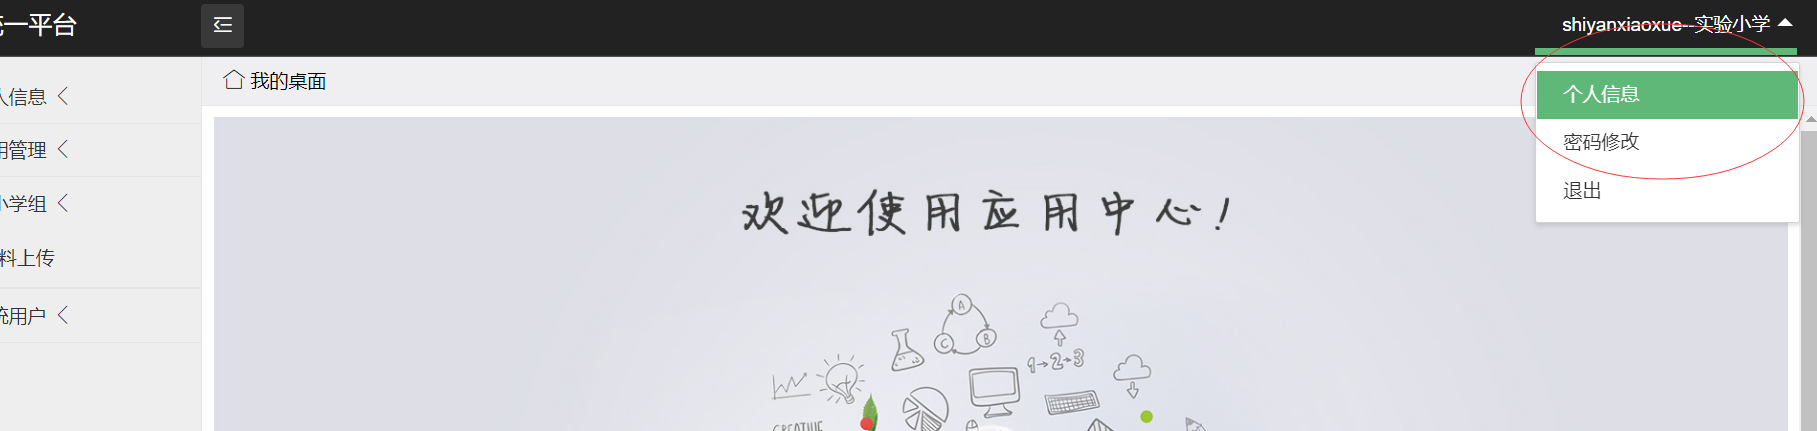 一平台
shiyanxiaoxue--实验小学
人信息
用管理
小学组
料上传
统用户
我的桌面
个人信息
密码修改
退出
欢迎使用应用中心!
A
B
C
1→2→3